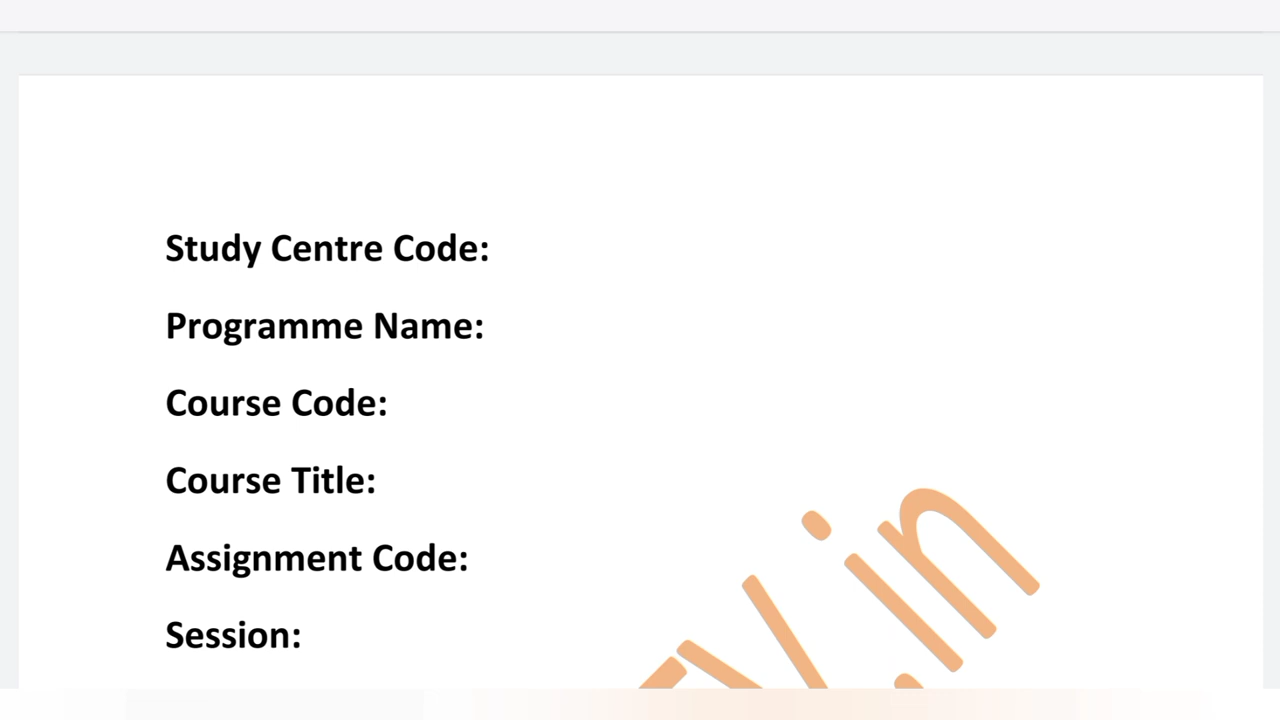 Study Centre Code:
Programme Name:
Course Code:
Course Title:
Assignment Code:
Session: